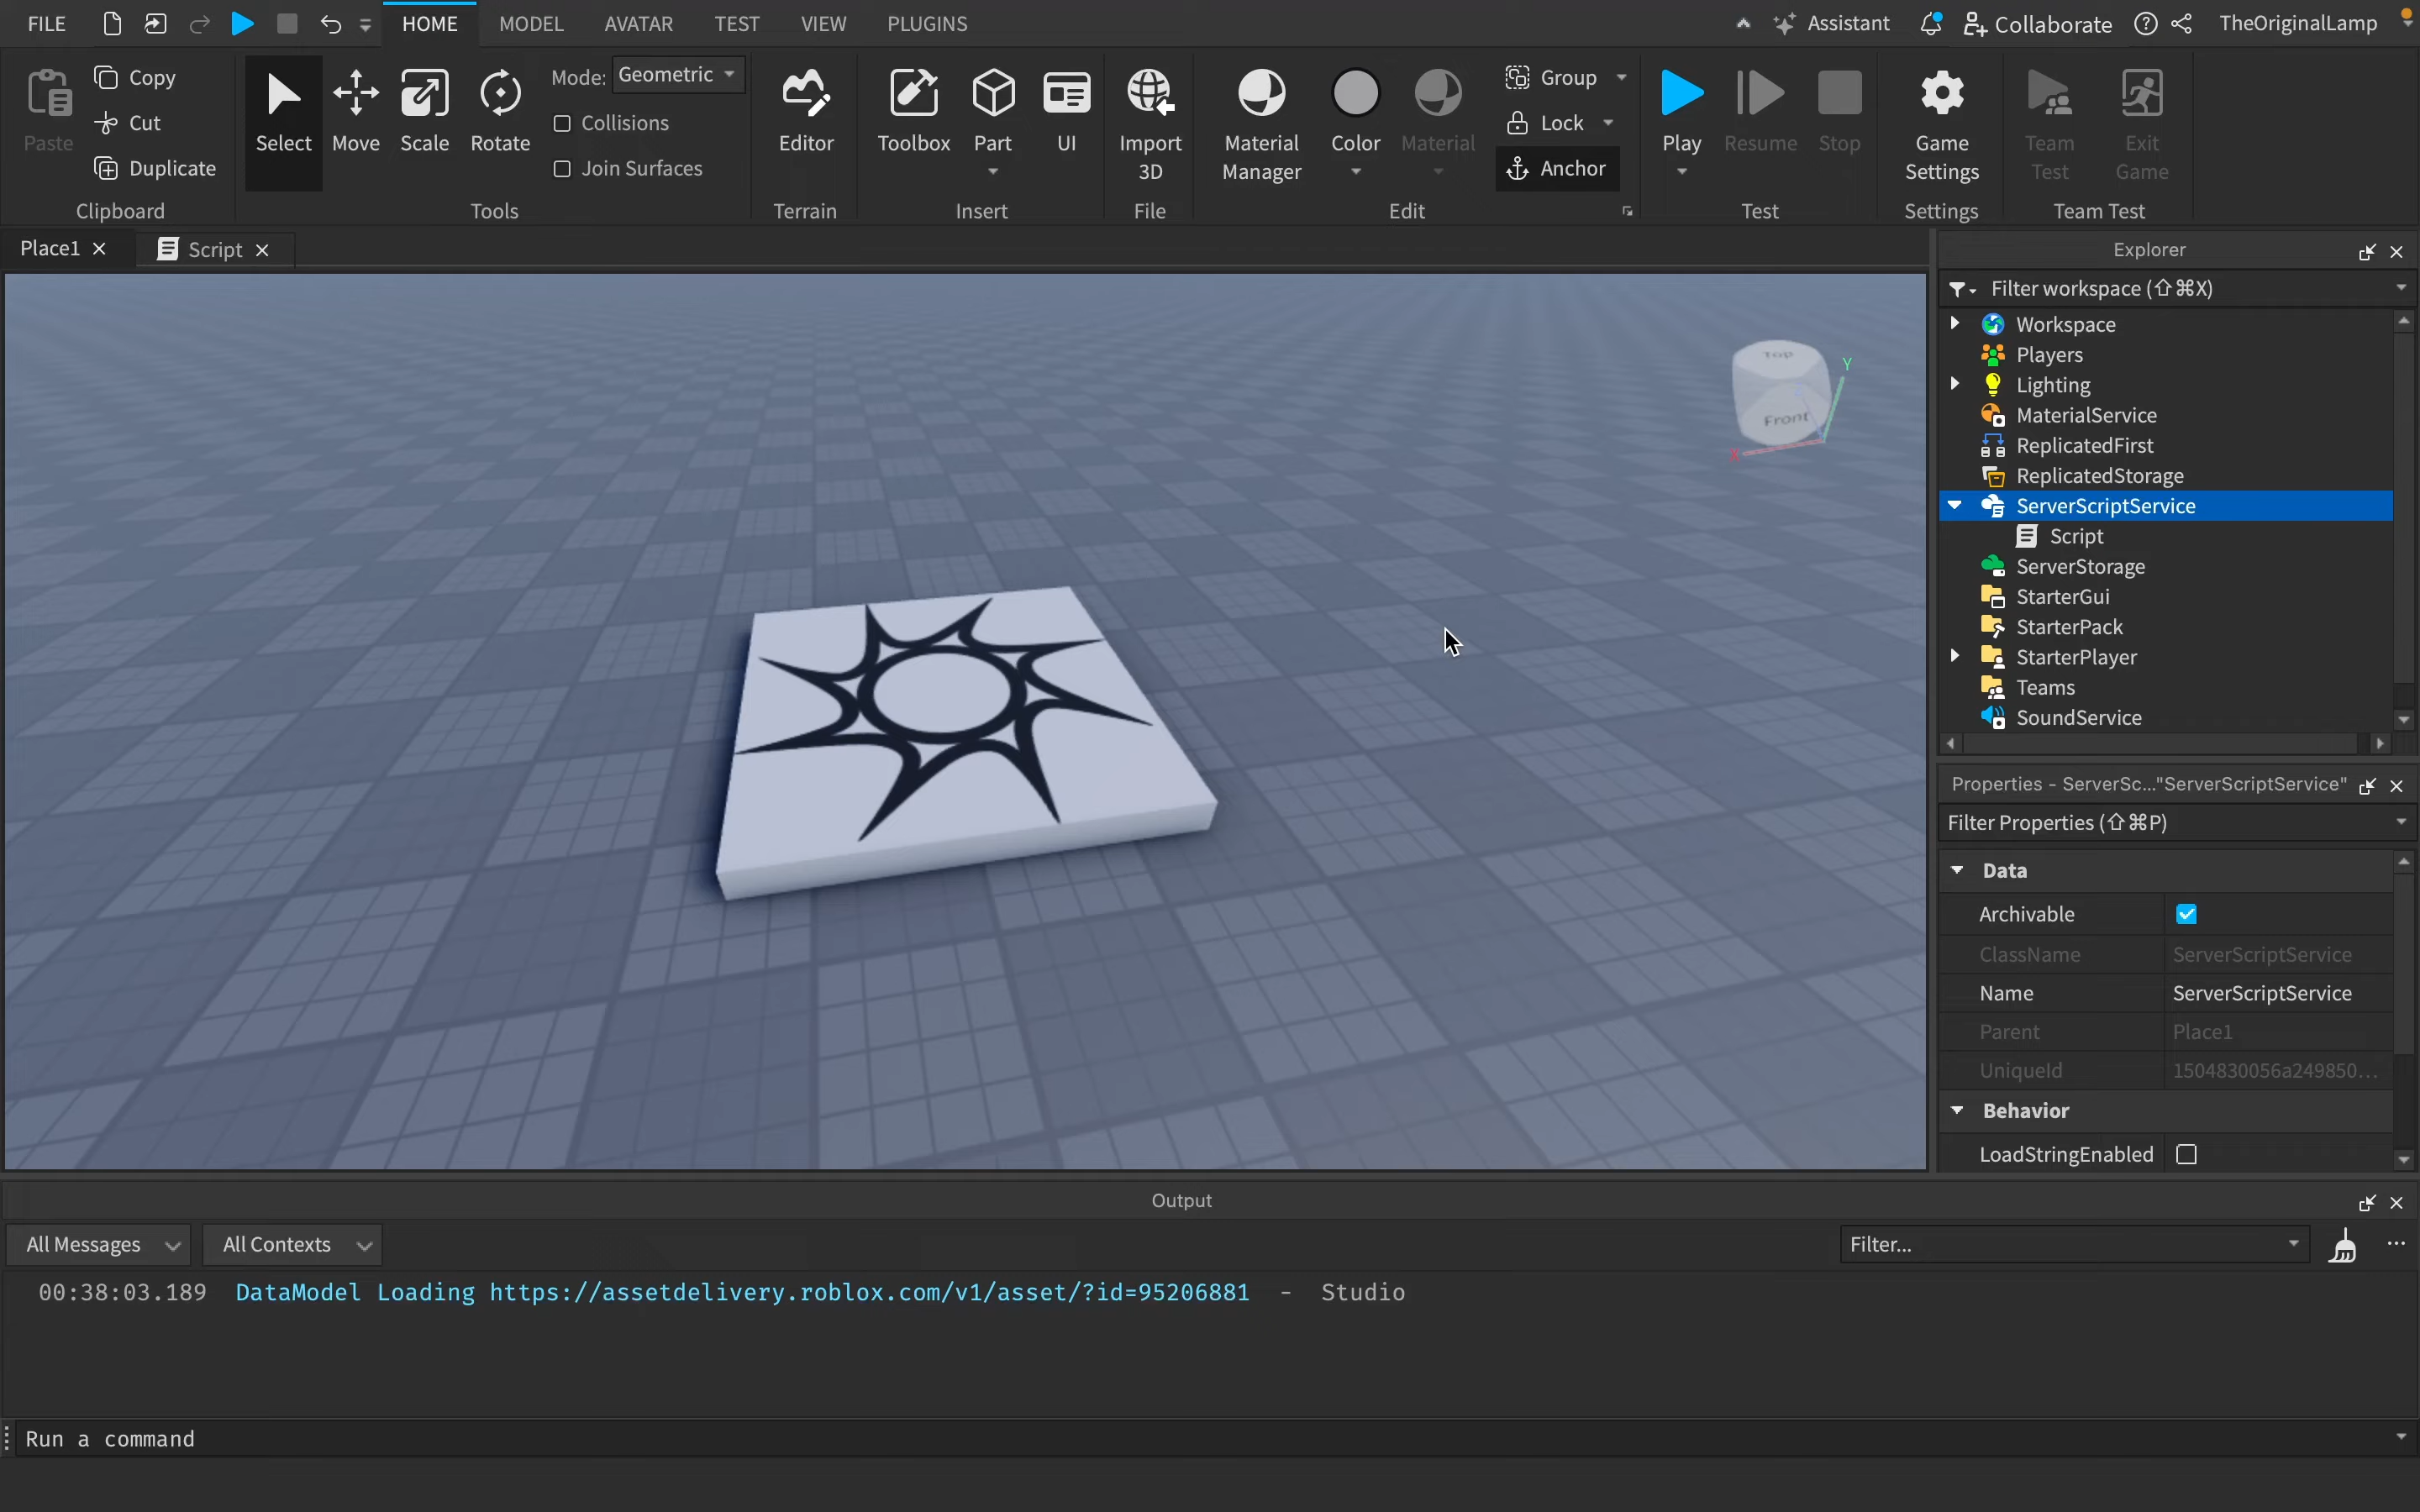 FILE HOME MODEL AVATAR TEST VIEW PLUGINS Assistant Collaborate TheOriginalLamp
Paste
Copy
Cut
Duplicate
Clipboard
Select Move Scale Rotate
Mode: Geometric
Collisions
Join Surfaces
Tools
Editor
Terrain
Toolbox Part UI
Insert
Import
3D
File
Material
Manager
Color
Material
Group
Lock
Anchor
Edit
Play Resume Stop
Test
Game
Settings
Settings
Team
Test
Exit
Game
Team Test
Place1 Script
Top
Front
Y
X
Explorer
Filter workspace (⇧⌘X)
Workspace
Players
Lighting
MaterialService
ReplicatedFirst
ReplicatedStorage
ServerScriptService
Script
ServerStorage
StarterGui
StarterPack
StarterPlayer
Teams
SoundService
Properties - ServerSc..."ServerScriptService"
Filter Properties (⇧⌘P)
Data
Archivable
ClassName ServerScriptService
Name ServerScriptService
Parent Place1
UniqueId 1504830056a249850...
Behavior
LoadStringEnabled
Output
All Messages All Contexts Filter...
00:38:03.189 DataModel Loading https://assetdelivery.roblox.com/v1/asset/?id=95206881 - Studio
Run a command